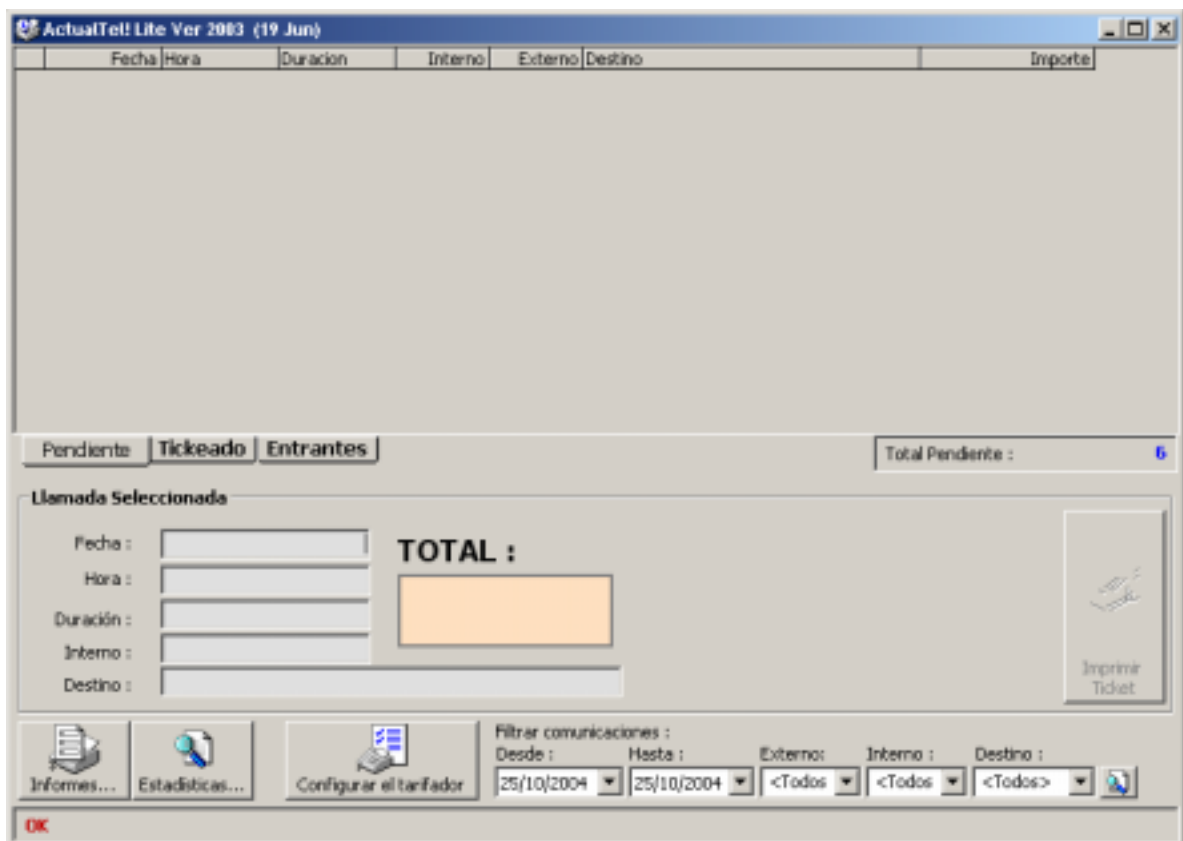 ActualTel! Lite Ver 2003 (19 Jun)
Fecha Hora Duracion Interno Externo Destino Importe
Pendiente Tickeado Entrantes Total Pendiente : 6
Llamada Seleccionada
Fecha :
TOTAL :
Hora :
Duración :
Interno :
Destino :
Imprimir
Ticket
Informes... Estadísticas... Configurar el tarifador
Filtrar comunicaciones :
Desde : Hasta : Externo: Interno : Destino :
25/10/2004 25/10/2004 <Todos <Todos <Todos>
OK